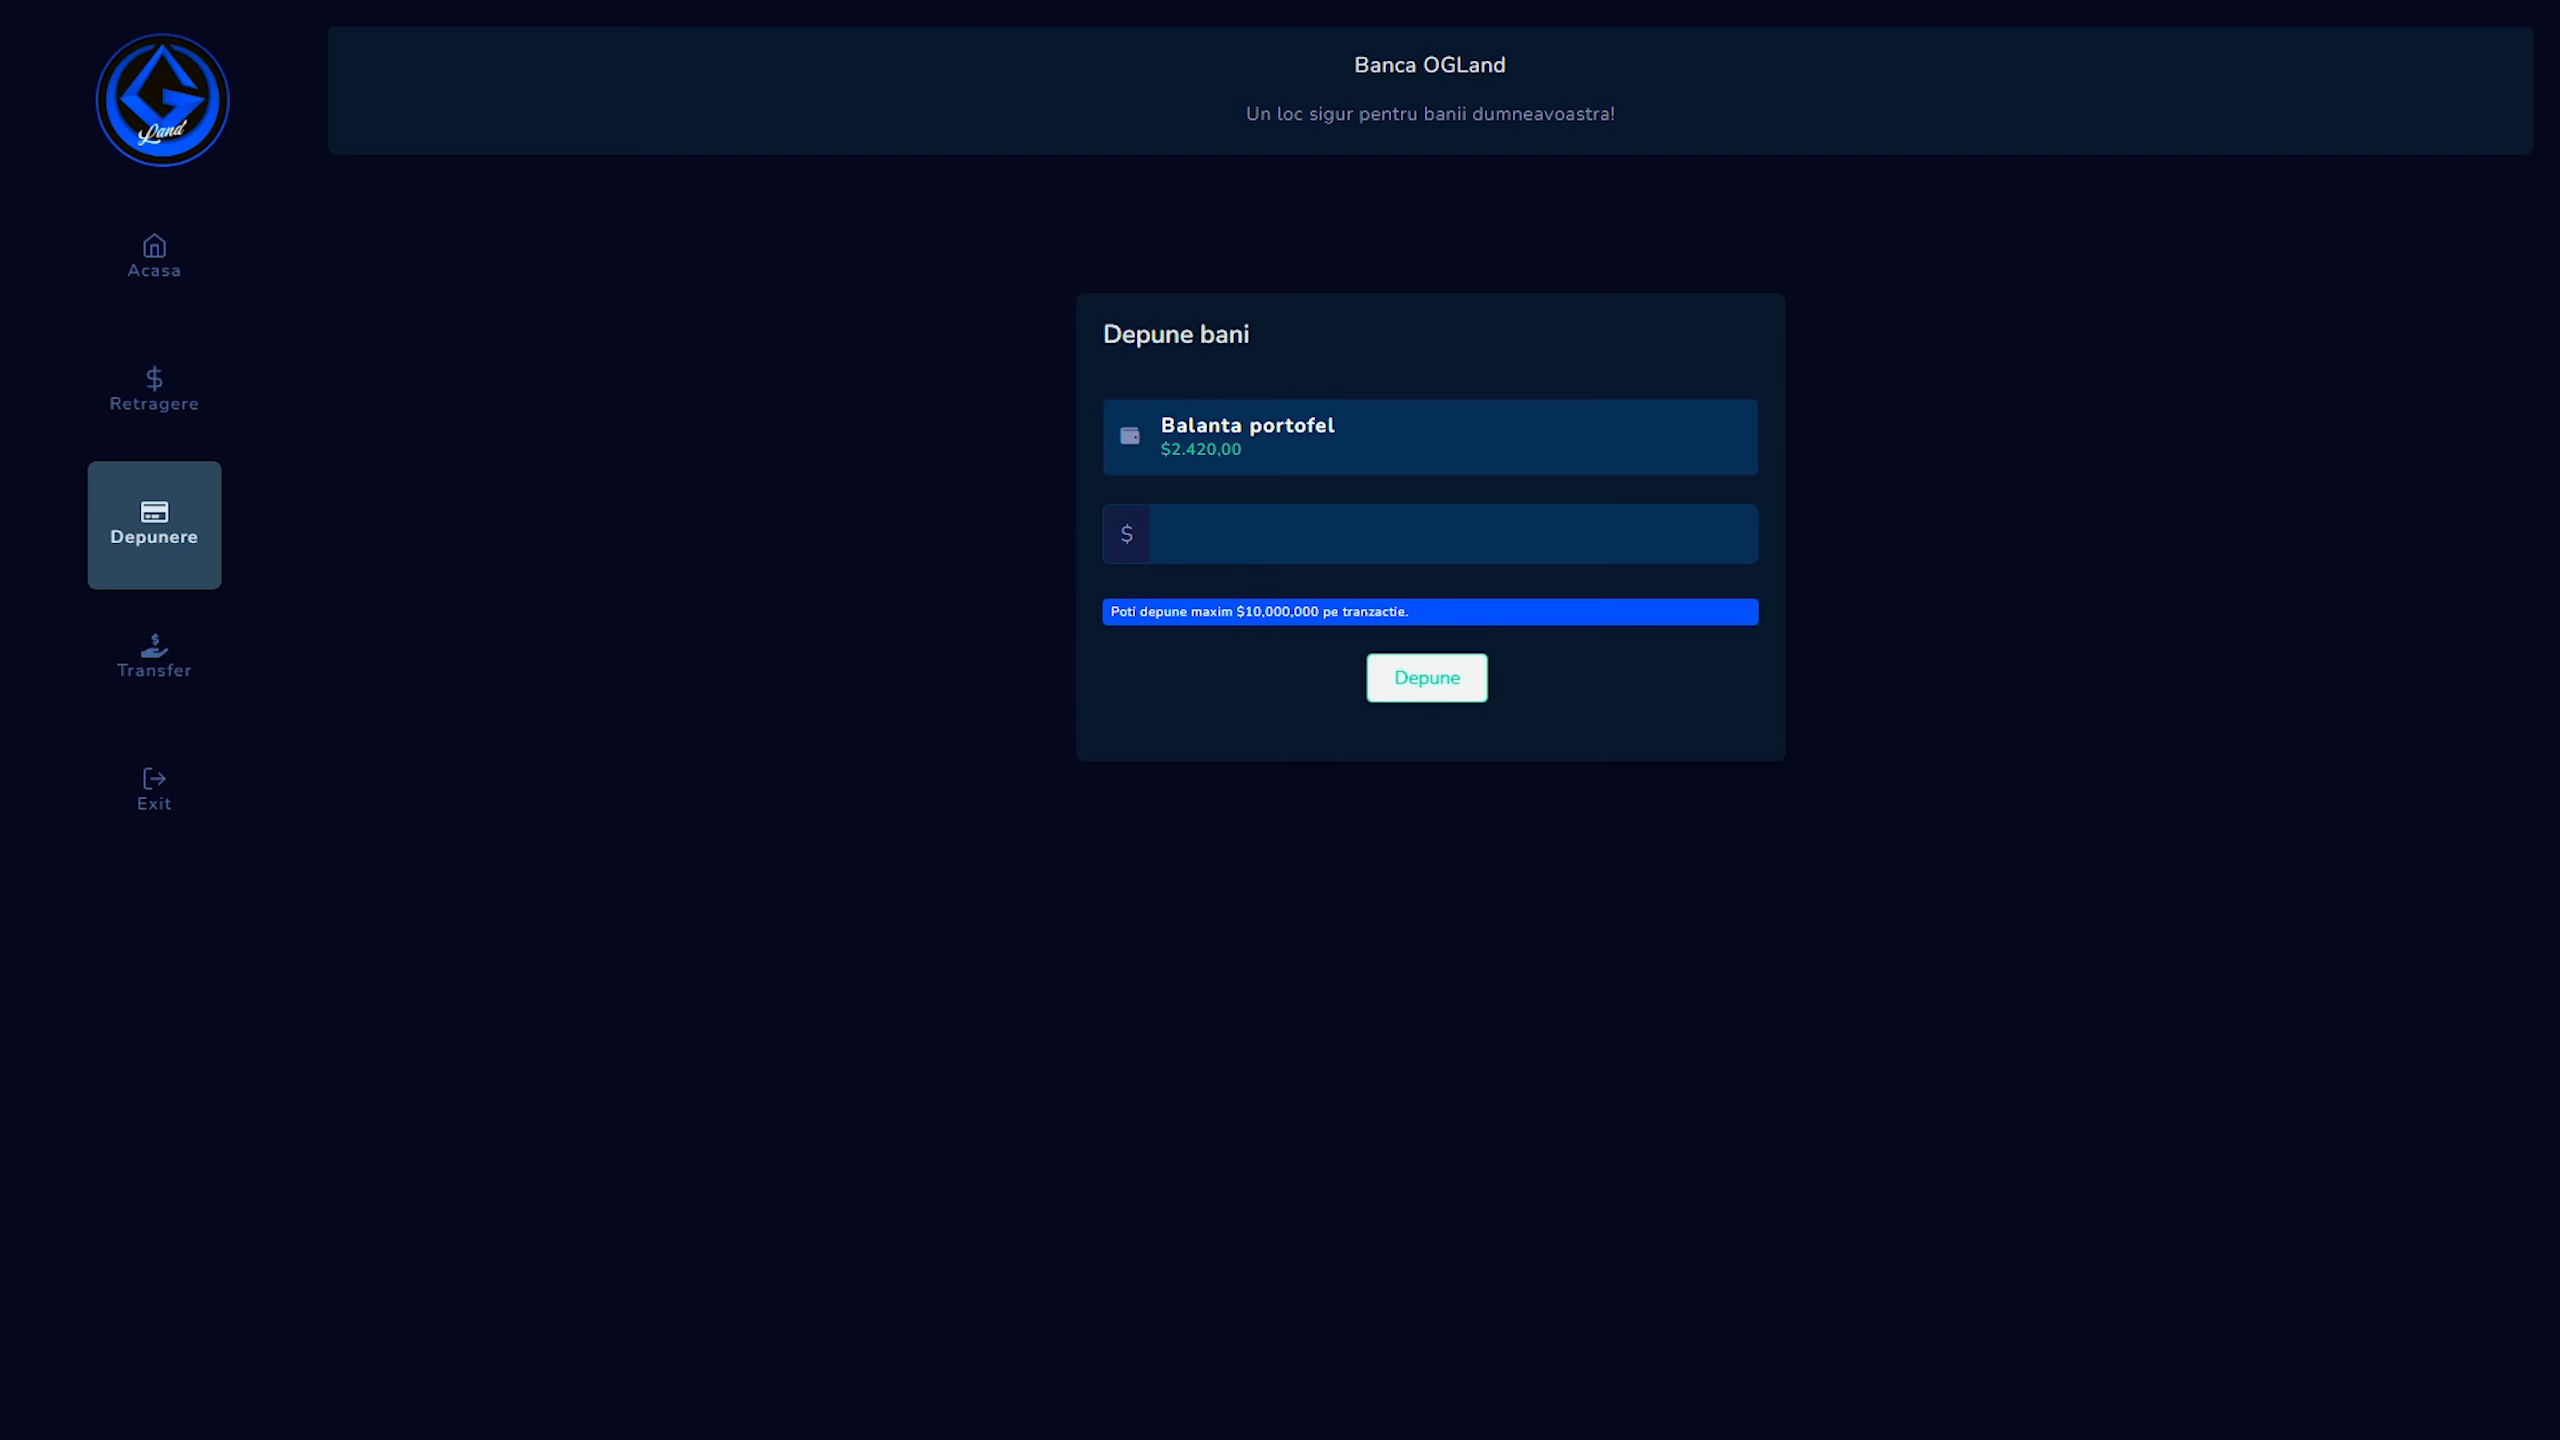 Land
Banca OGLand
Un loc sigur pentru banii dumneavoastra!
Acasa
$
Retragere
Depunere
$
Transfer
Exit
Depune bani
Balanta portofel
$2.420,00
$
Poti depune maxim $10,000,000 pe tranzactie.
Depune